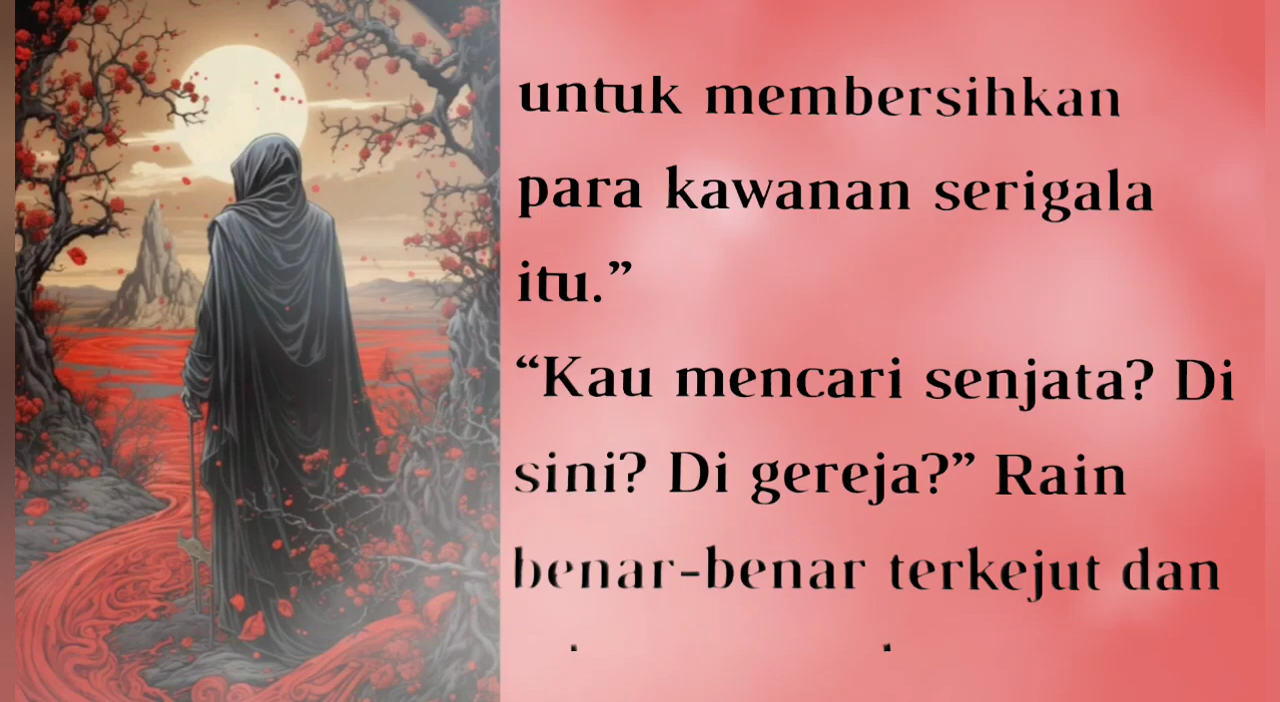 untuk membersihkan
para kawanan serigala
itu.”
“Kau mencari senjata? Di
sini? Di gereja?” Rain
benar-benar terkejut dan